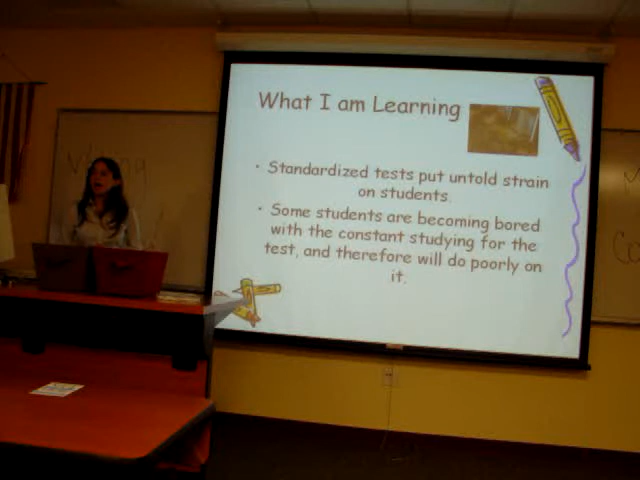 What I am Learning
• Standardized tests put untold strain
on students.
• Some students are becoming bored
with the constant studying for the
test, and therefore will do poorly on
it.